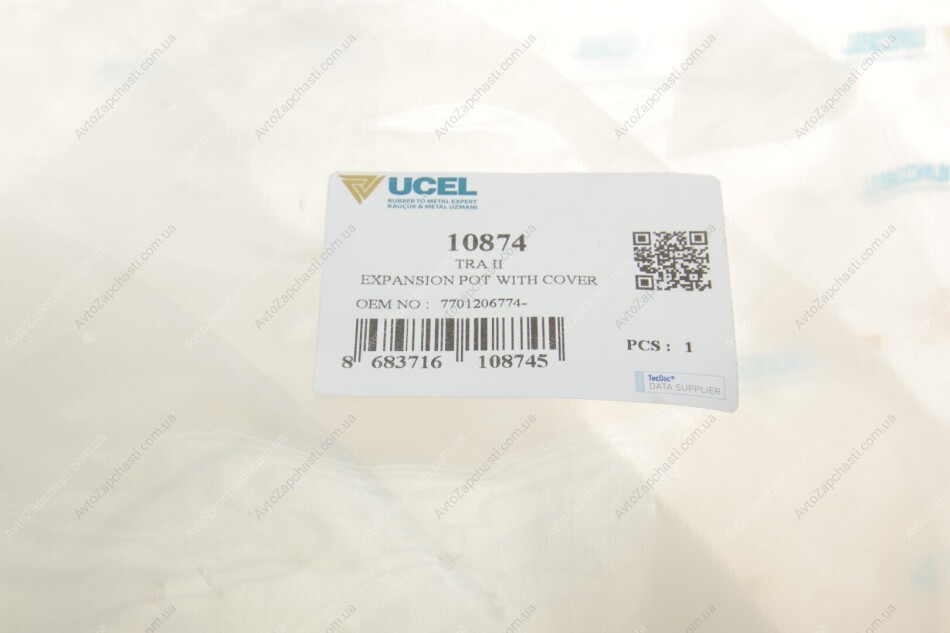 UCEL
RUBBER TO METAL EXPERT
KAUÇUK & METAL UZMANI
10874
TRA II
EXPANSION POT WITH COVER
OEM NO : 7701206774-
8 683716 108745
PCS : 1
TecDoc®
DATA SUPPLIER
UCEL
AvtoZapchasti.com.ua